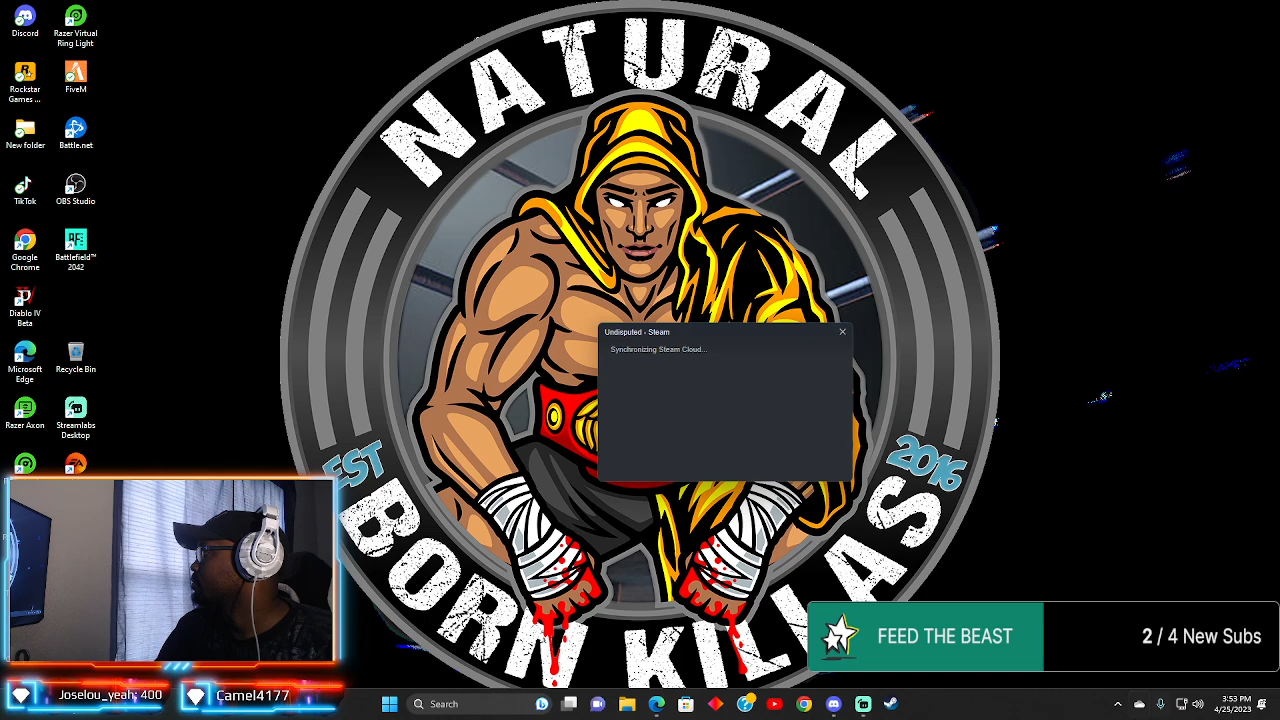 Discord
Razer Virtual
Ring Light
Rockstar
Games ...
FiveM
New folder
Battle.net
TikTok
OBS Studio
Google
Chrome
Battlefield™
2042
Diablo IV
Beta
Microsoft
Edge
Recycle Bin
Razer Axon
Streamlabs
Desktop
NATURAL
BORN KILLAS
EST
2016
Undisputed - Steam
Synchronizing Steam Cloud...
FEED THE BEAST
2 / 4 New Subs
Joselou_yeah: 400
Camel4177
Search
3:53 PM
4/25/2023